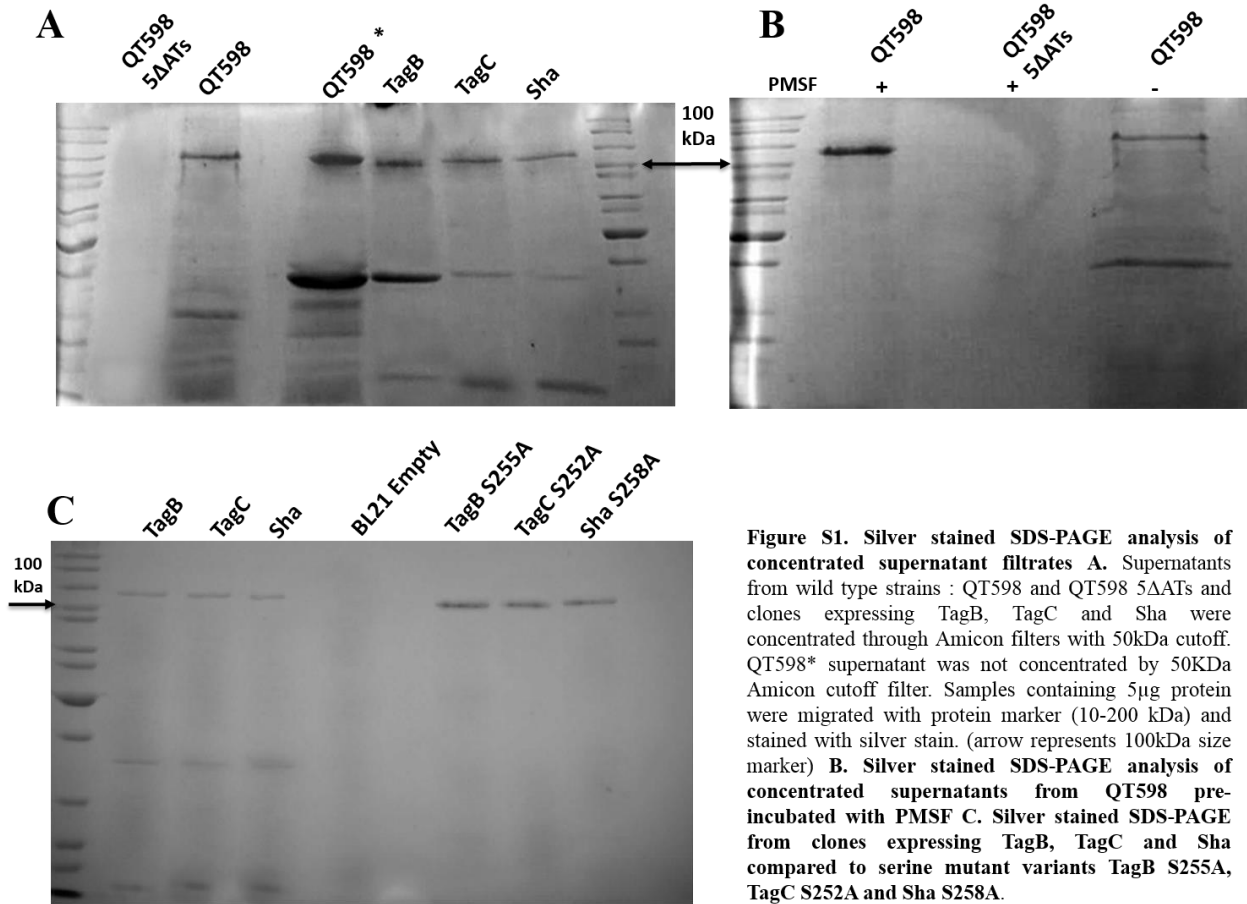 A
QT598
5ΔATs
QT598
QT598 *
TagB
TagC
Sha
100
kDa
B
QT598
QT598
5ΔATs
QT598
PMSF
+
+
-
C
100
kDa
TagB
TagC
Sha
BL21 Empty
TagB S255A
TagC S252A
Sha S258A
Figure S1. Silver stained SDS-PAGE analysis of
concentrated supernatant filtrates A. Supernatants
from wild type strains : QT598 and QT598 5ΔATs and
clones expressing TagB, TagC and Sha were
concentrated through Amicon filters with 50kDa cutoff.
QT598* supernatant was not concentrated by 50KDa
Amicon cutoff filter. Samples containing 5µg protein
were migrated with protein marker (10-200 kDa) and
stained with silver stain. (arrow represents 100kDa size
marker) B. Silver stained SDS-PAGE analysis of
concentrated supernatants from QT598 pre-
incubated with PMSF C. Silver stained SDS-PAGE
from clones expressing TagB, TagC and Sha
compared to serine mutant variants TagB S255A,
TagC S252A and Sha S258A.